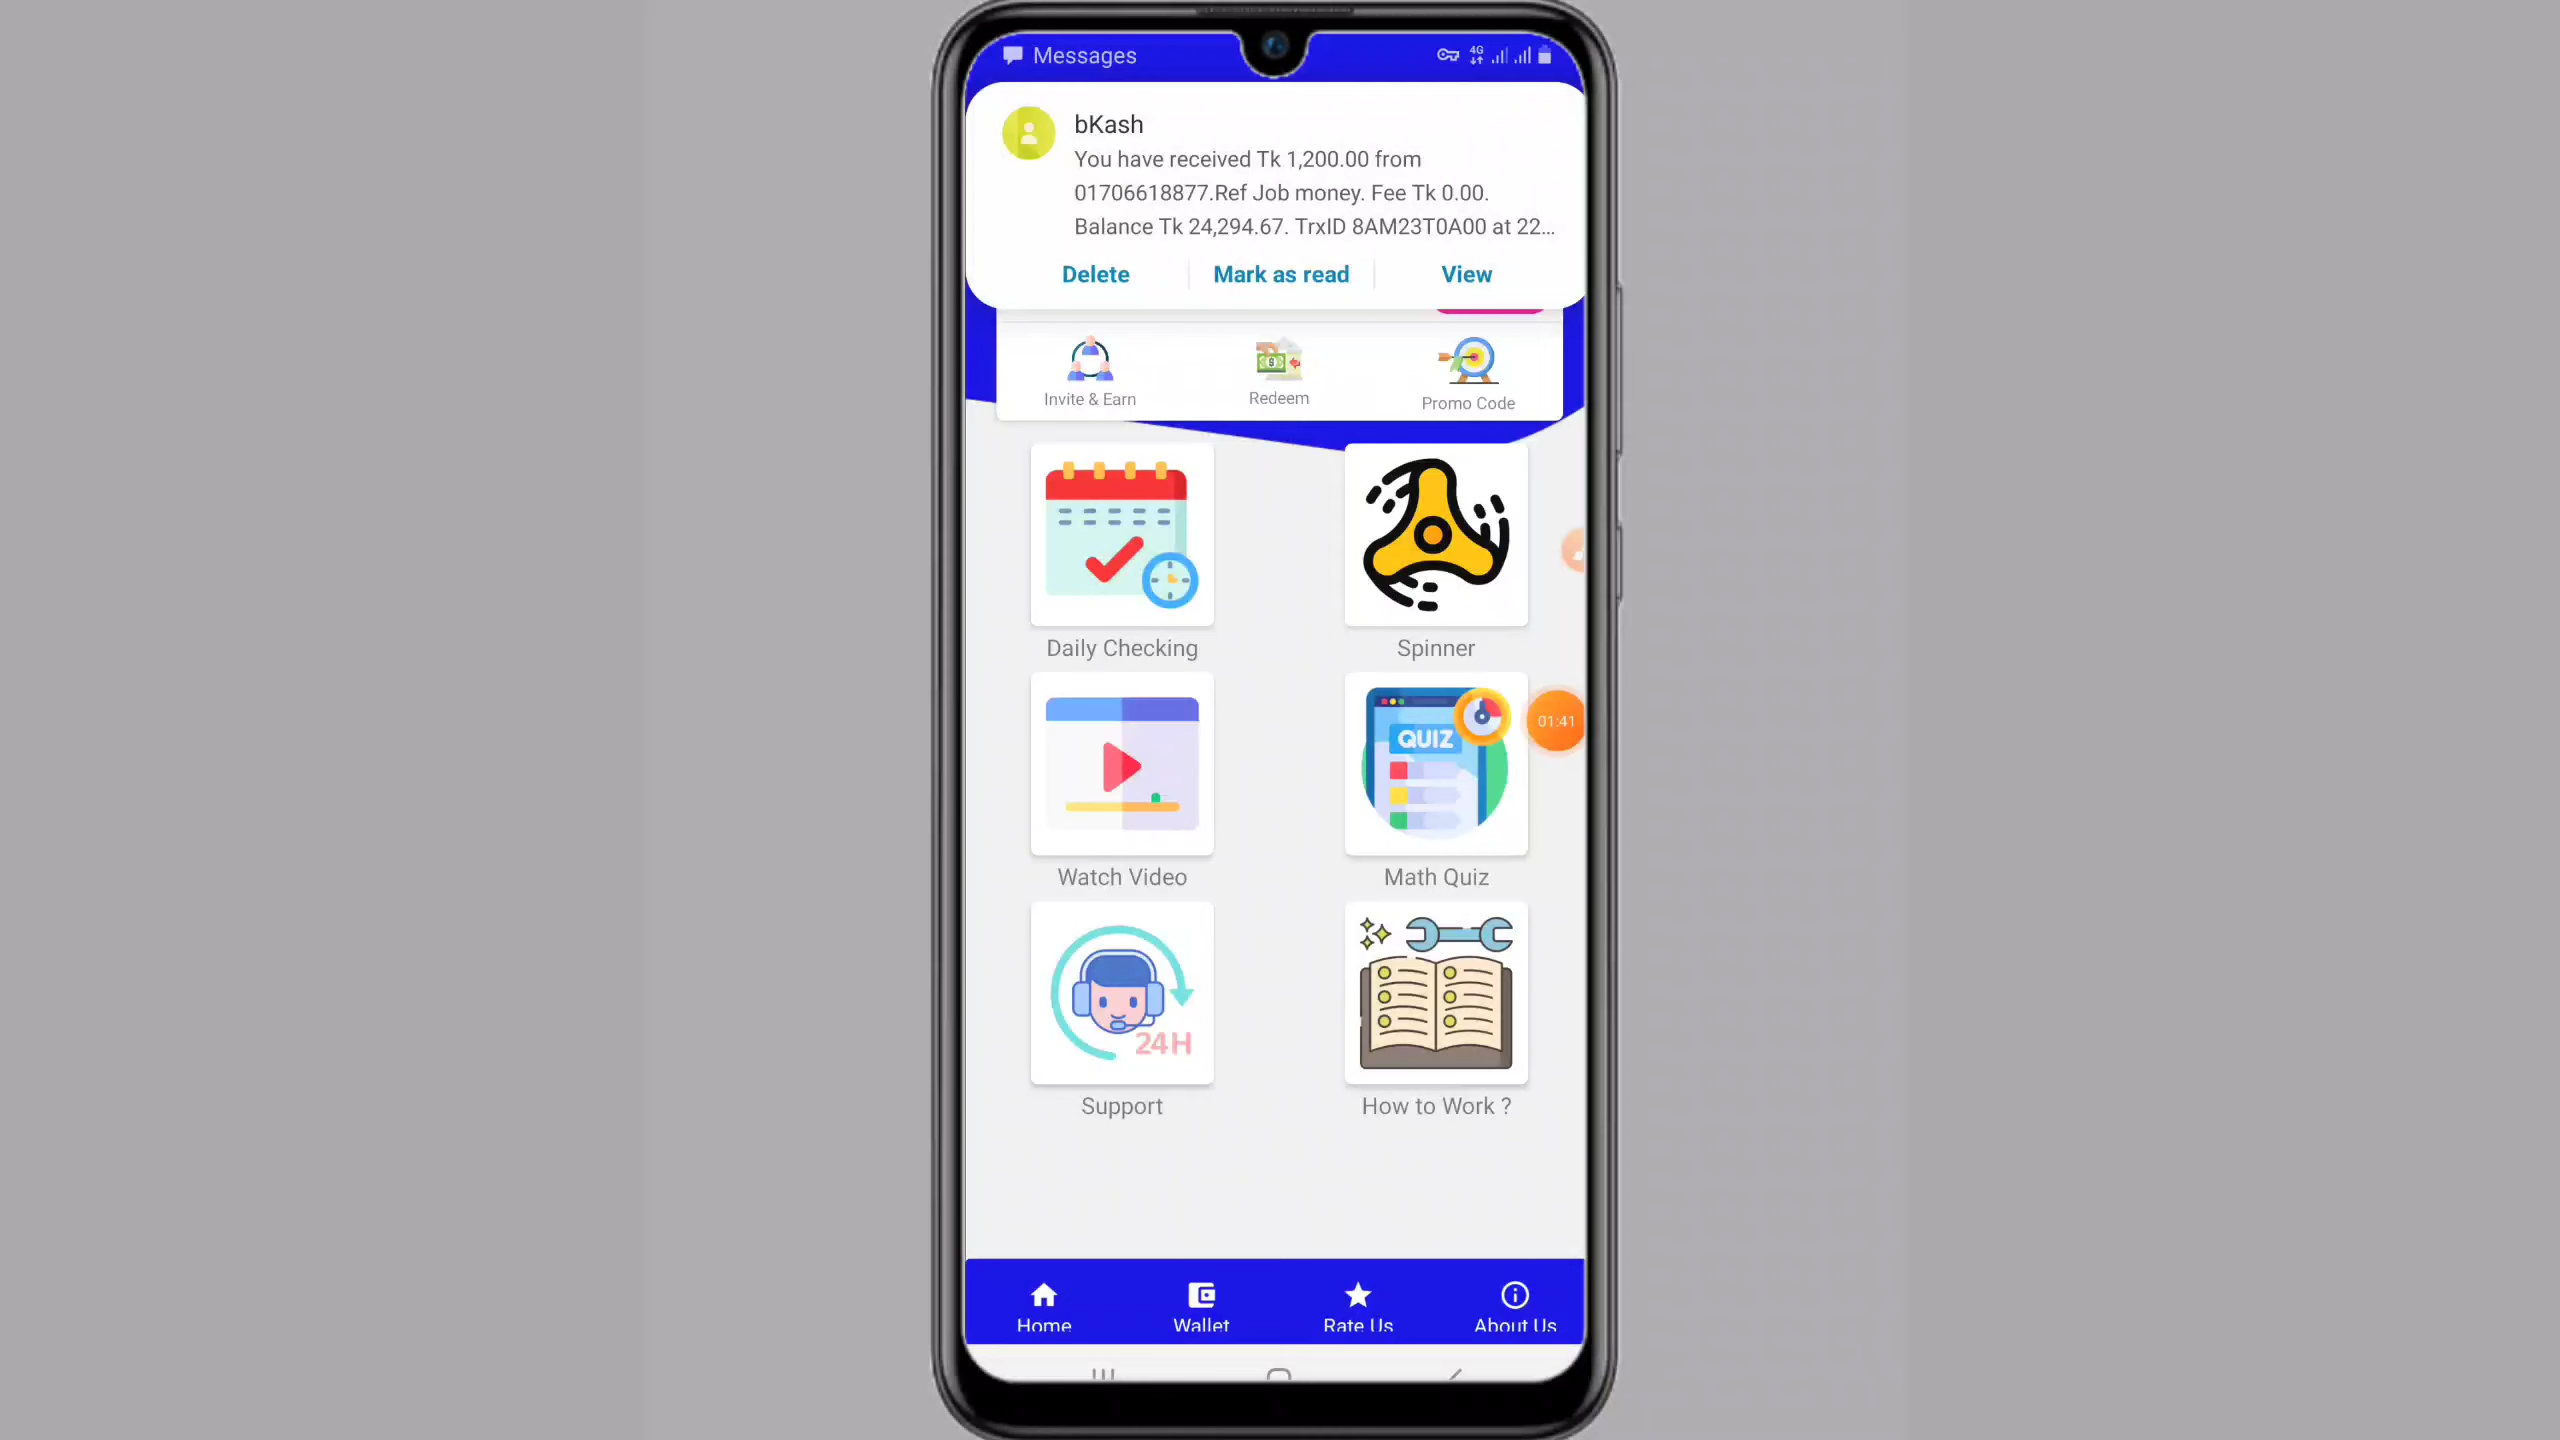 Messages
4G
bKash
You have received Tk 1,200.00 from
01706618877.Ref Job money. Fee Tk 0.00.
Balance Tk 24,294.67. TrxID 8AM23T0A00 at 22...
Delete Mark as read View
Invite & Earn Redeem Promo Code
Daily Checking Spinner
QUIZ
01:41
Watch Video Math Quiz
24H
Support How to Work ?
Home Wallet Rate Us About Us